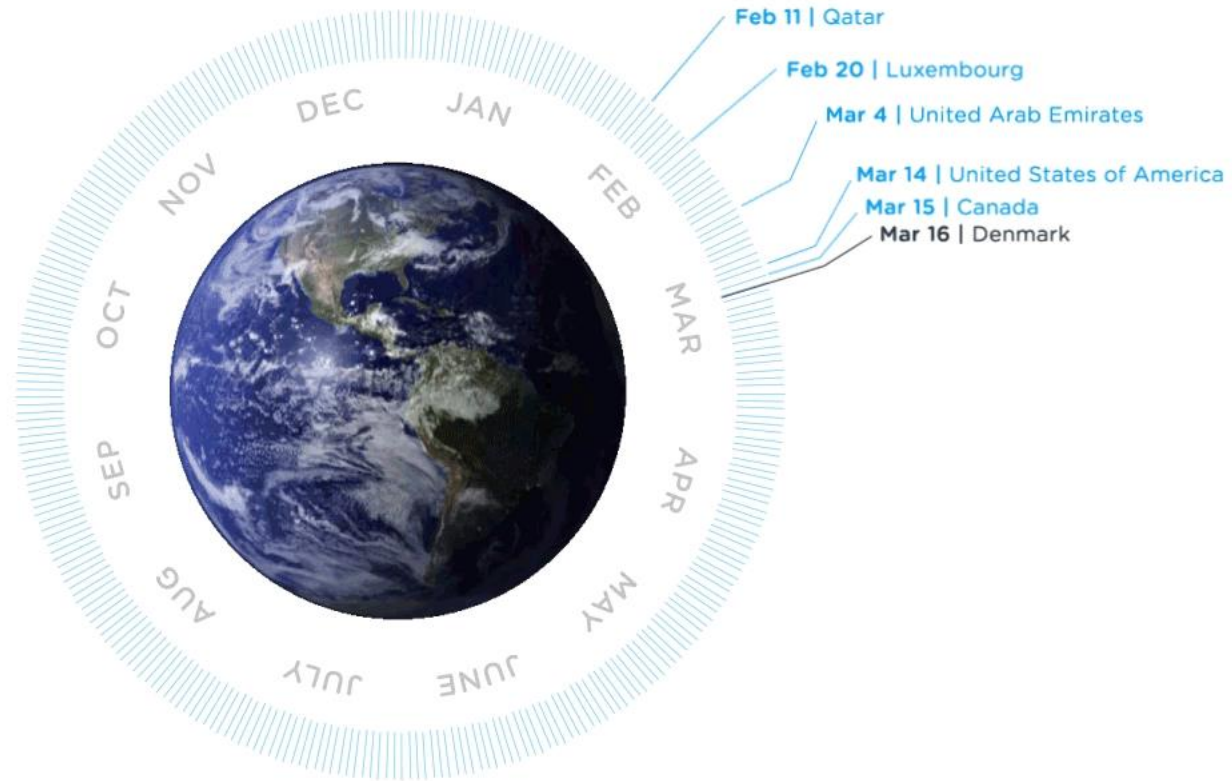 Feb 11 | Qatar
Feb 20 | Luxembourg
Mar 4 | United Arab Emirates
Mar 14 | United States of America
Mar 15 | Canada
Mar 16 | Denmark
JAN
FEB
MAR
APR
MAY
JUNE
JULY
AUG
SEP
OCT
NOV
DEC